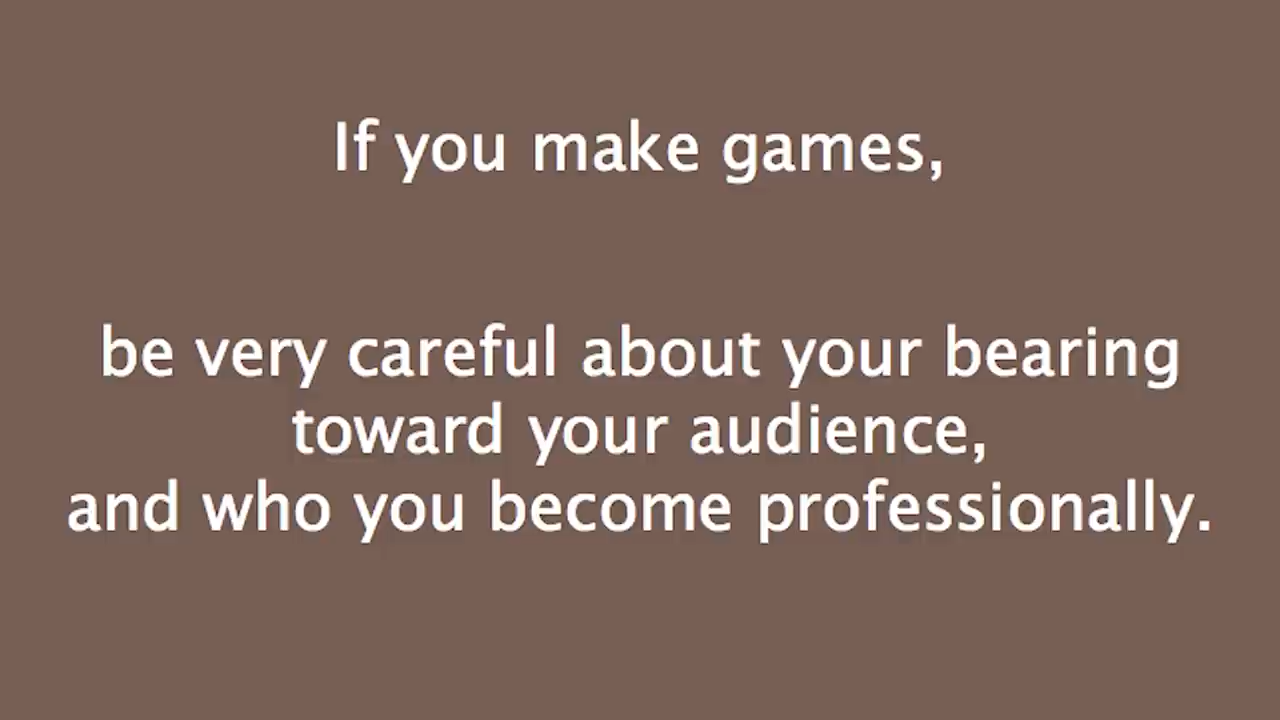 If you make games,
be very careful about your bearing
toward your audience,
and who you become professionally.